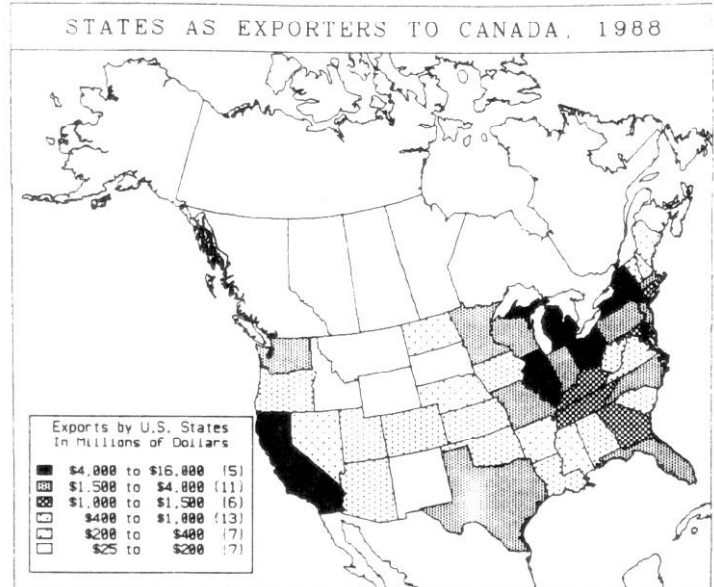 STATES AS EXPORTERS TO CANADA, 1988
Exports by U.S. States
In Millions of Dollars
$4,000 to $16,000 (5)
$1,500 to $4,000 (11)
$1,000 to $1,500 (6)
$400 to $1,000 (13)
$200 to $400 (7)
$25 to $200 (7)